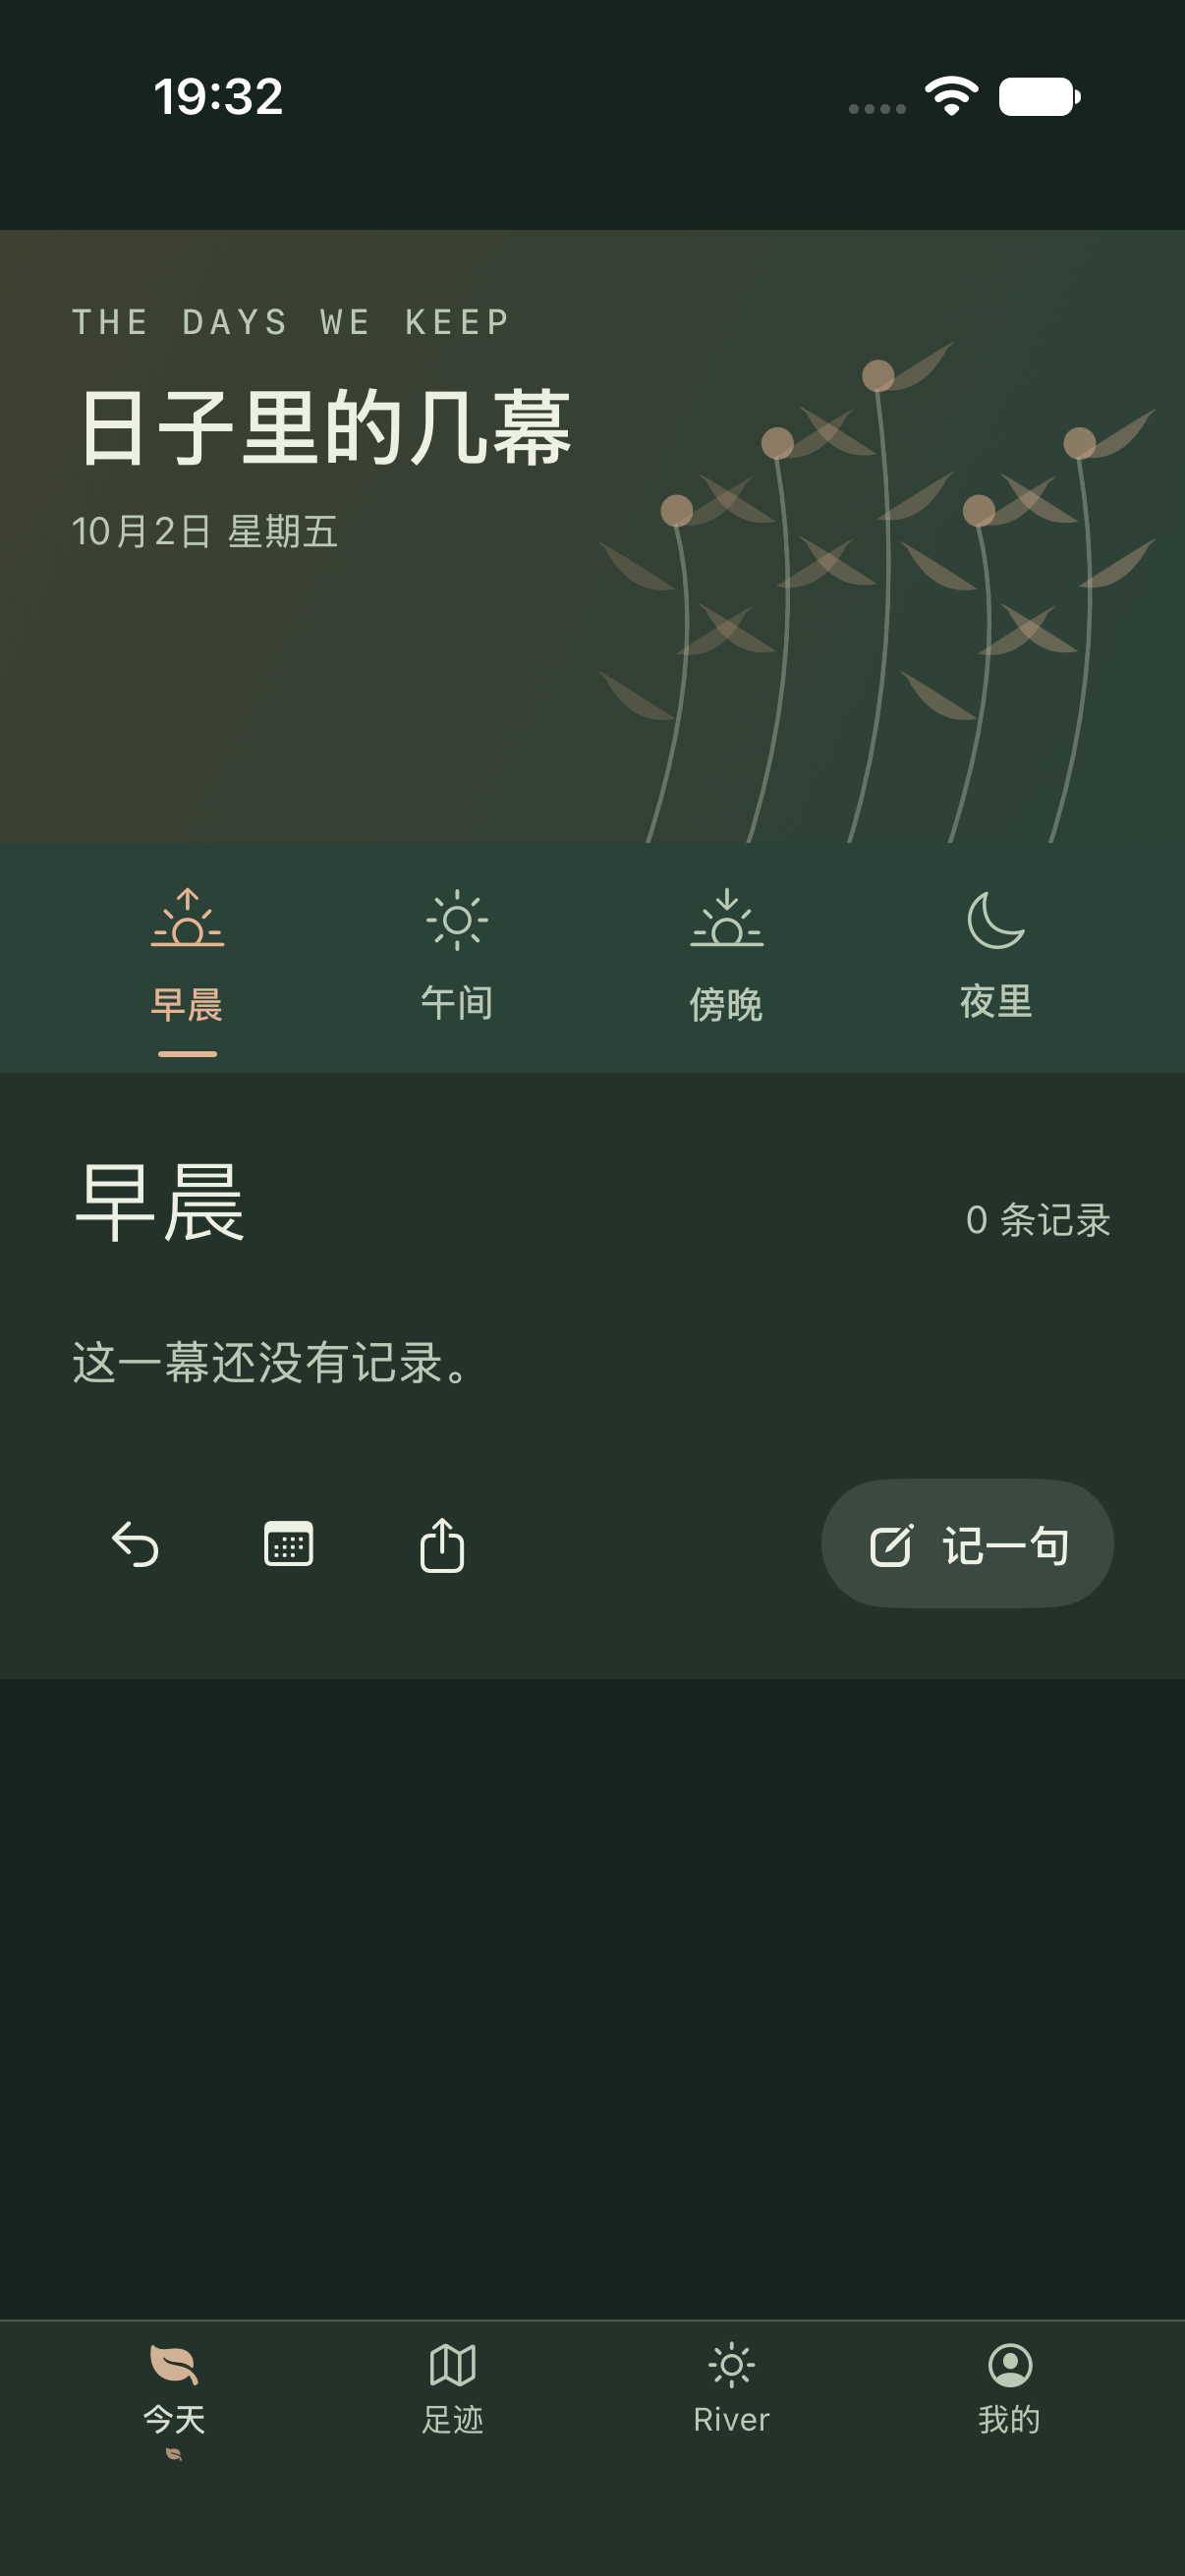 19:32
THE DAYS WE KEEP
日子里的几幕
10月2日 星期五
早晨
午间
傍晚
夜里
早晨
0 条记录
这一幕还没有记录。
记一句
今天
足迹
River
我的